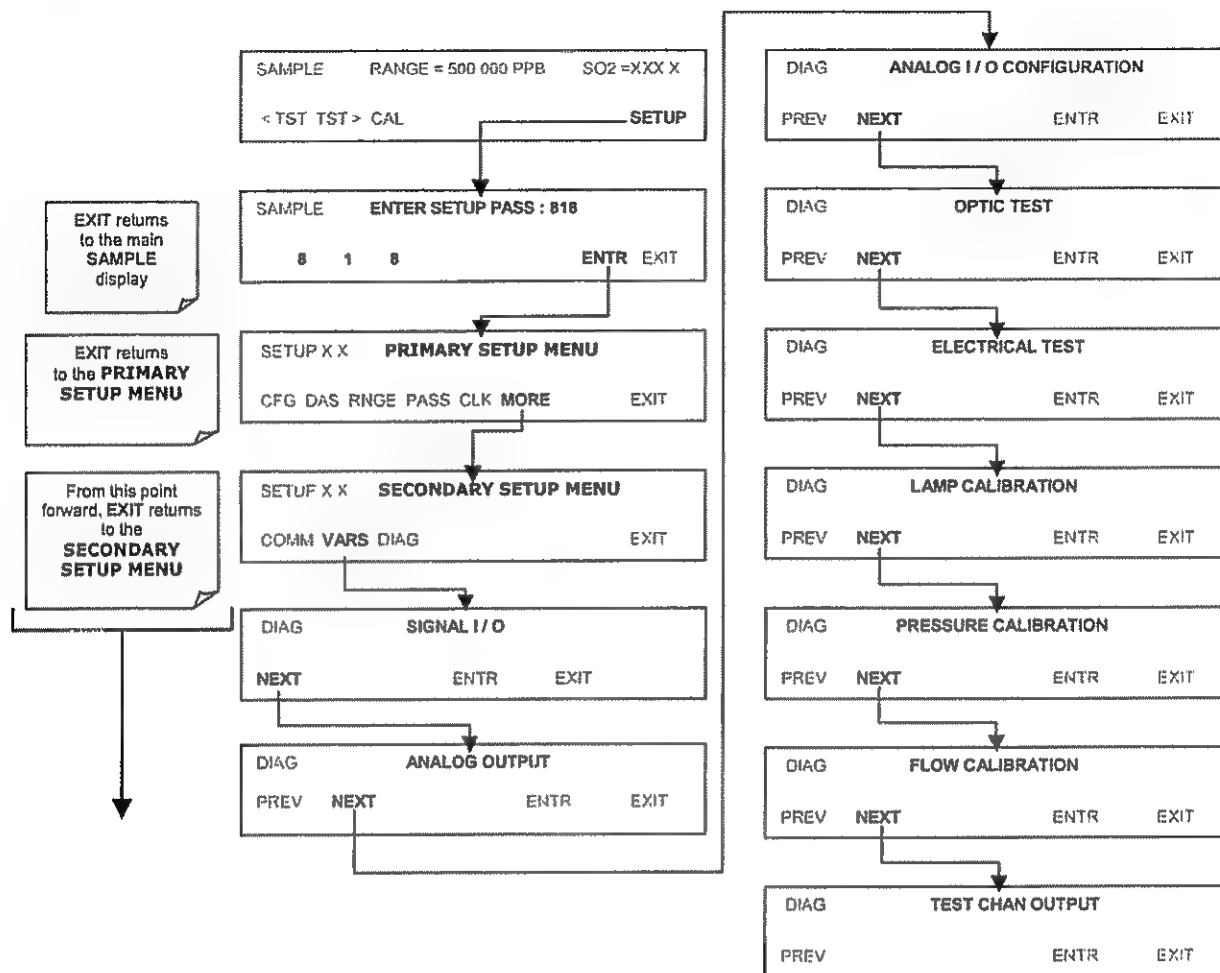 SAMPLE RANGE = 500 000 PPB SO2 =XXX X
< TST TST > CAL SETUP
EXIT returns
to the main
SAMPLE
display
SAMPLE ENTER SETUP PASS : 818
8 1 8 ENTR EXIT
EXIT returns
to the PRIMARY
SETUP MENU
SETUP X X PRIMARY SETUP MENU
CFG DAS RNGE PASS CLK MORE EXIT
From this point
forward, EXIT returns
to the
SECONDARY
SETUP MENU
SETUP X X SECONDARY SETUP MENU
COMM VARS DIAG EXIT
DIAG SIGNAL I / O
NEXT ENTR EXIT
DIAG ANALOG OUTPUT
PREV NEXT ENTR EXIT
DIAG ANALOG I / O CONFIGURATION
PREV NEXT ENTR EXIT
DIAG OPTIC TEST
PREV NEXT ENTR EXIT
DIAG ELECTRICAL TEST
PREV NEXT ENTR EXIT
DIAG LAMP CALIBRATION
PREV NEXT ENTR EXIT
DIAG PRESSURE CALIBRATION
PREV NEXT ENTR EXIT
DIAG FLOW CALIBRATION
PREV NEXT ENTR EXIT
DIAG TEST CHAN OUTPUT
PREV ENTR EXIT